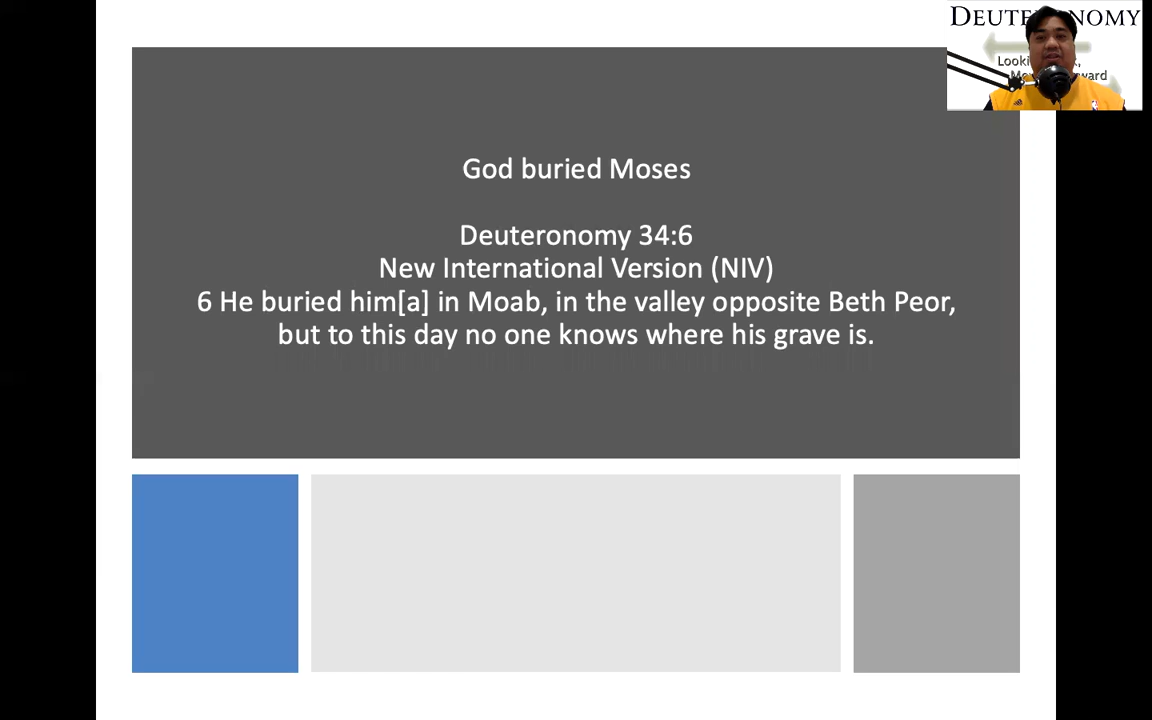 DEUTERONOMY
God buried Moses
Deuteronomy 34:6
New International Version (NIV)
6 He buried him[a] in Moab, in the valley opposite Beth Peor,
but to this day no one knows where his grave is.